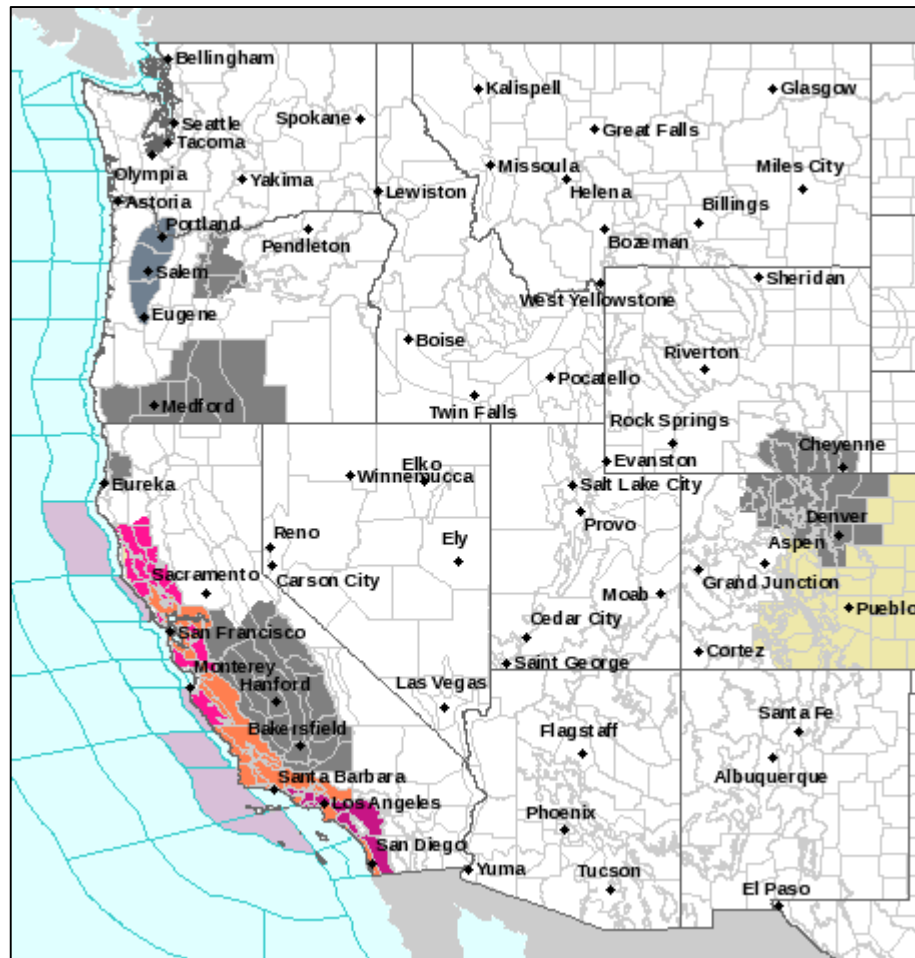 Bellingham
Kalispell
Glasgow
Seattle
Spokane
Great Falls
Tacoma
Olympia
Missoula
Miles City
Yakima
Lewiston
Helena
Astoria
Billings
Portland
Pendleton
Bozeman
Salem
Sheridan
West Yellowstone
Eugene
Boise
Riverton
Pocatello
Medford
Twin Falls
Rock Springs
Cheyenne
Elko
Evanston
Winnemucca
Eureka
Salt Lake City
Provo
Denver
Reno
Ely
Aspen
Sacramento
Carson City
Grand Junction
Moab
Pueblo
San Francisco
Cedar City
Cortez
Monterey
Saint George
Hanford
Las Vegas
Santa Fe
Bakersfield
Flagstaff
Albuquerque
Santa Barbara
Los Angeles
Phoenix
San Diego
Yuma
Tucson
El Paso